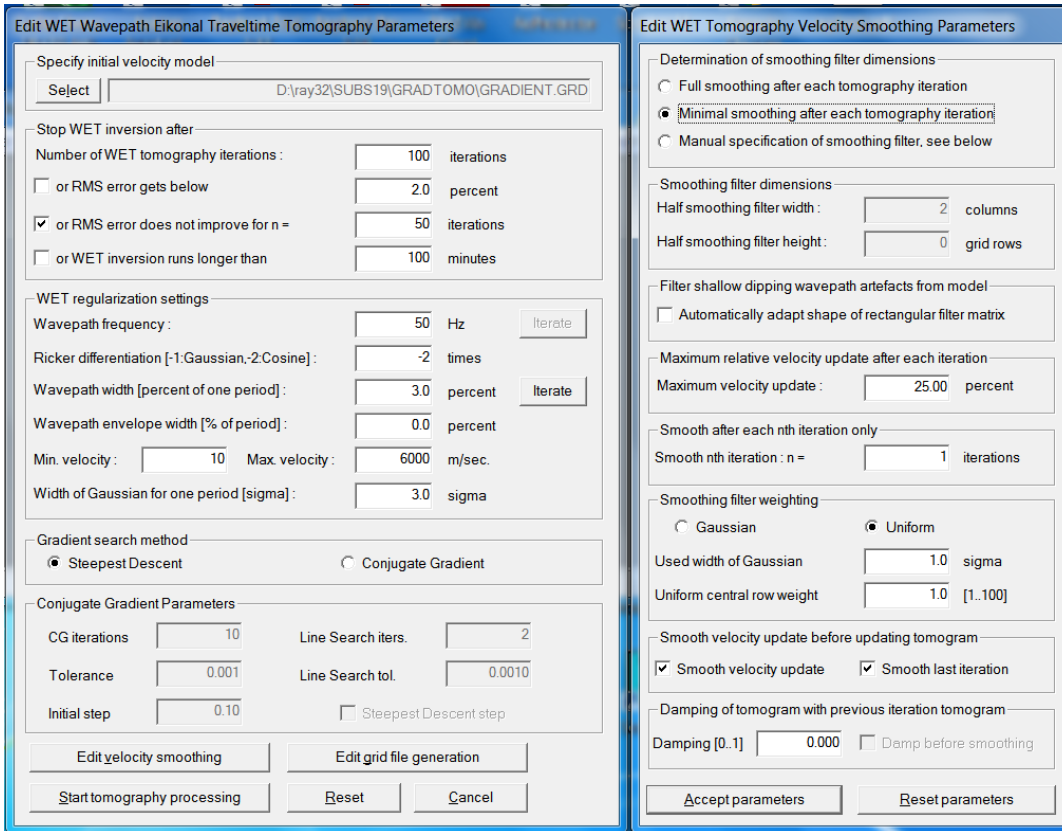 Edit WET Wavepath Eikonal Traveltime Tomography Parameters
Specify initial velocity model
Select D:\ray32\SUBS19\GRADTOMO\GRADIENT.GRD
Stop WET inversion after
Number of WET tomography iterations : 100 iterations
or RMS error gets below 2.0 percent
or RMS error does not improve for n = 50 iterations
or WET inversion runs longer than 100 minutes
WET regularization settings
Wavepath frequency : 50 Hz Iterate
Ricker differentiation [-1:Gaussian,-2:Cosine] : -2 times
Wavepath width [percent of one period] : 3.0 percent Iterate
Wavepath envelope width [% of period] : 0.0 percent
Min. velocity : 10 Max. velocity : 6000 m/sec.
Width of Gaussian for one period [sigma] : 3.0 sigma
Gradient search method
Steepest Descent Conjugate Gradient
Conjugate Gradient Parameters
CG iterations 10 Line Search iters. 2
Tolerance 0.001 Line Search tol. 0.0010
Initial step 0.10 Steepest Descent step
Edit velocity smoothing Edit grid file generation
Start tomography processing Reset Cancel
Edit WET Tomography Velocity Smoothing Parameters
Determination of smoothing filter dimensions
Full smoothing after each tomography iteration
Minimal smoothing after each tomography iteration
Manual specification of smoothing filter, see below
Smoothing filter dimensions
Half smoothing filter width : 2 columns
Half smoothing filter height : 0 grid rows
Filter shallow dipping wavepath artefacts from model
Automatically adapt shape of rectangular filter matrix
Maximum relative velocity update after each iteration
Maximum velocity update : 25.00 percent
Smooth after each nth iteration only
Smooth nth iteration : n = 1 iterations
Smoothing filter weighting
Gaussian Uniform
Used width of Gaussian 1.0 sigma
Uniform central row weight 1.0 [1..100]
Smooth velocity update before updating tomogram
Smooth velocity update Smooth last iteration
Damping of tomogram with previous iteration tomogram
Damping [0..1] 0.000 Damp before smoothing
Accept parameters Reset parameters